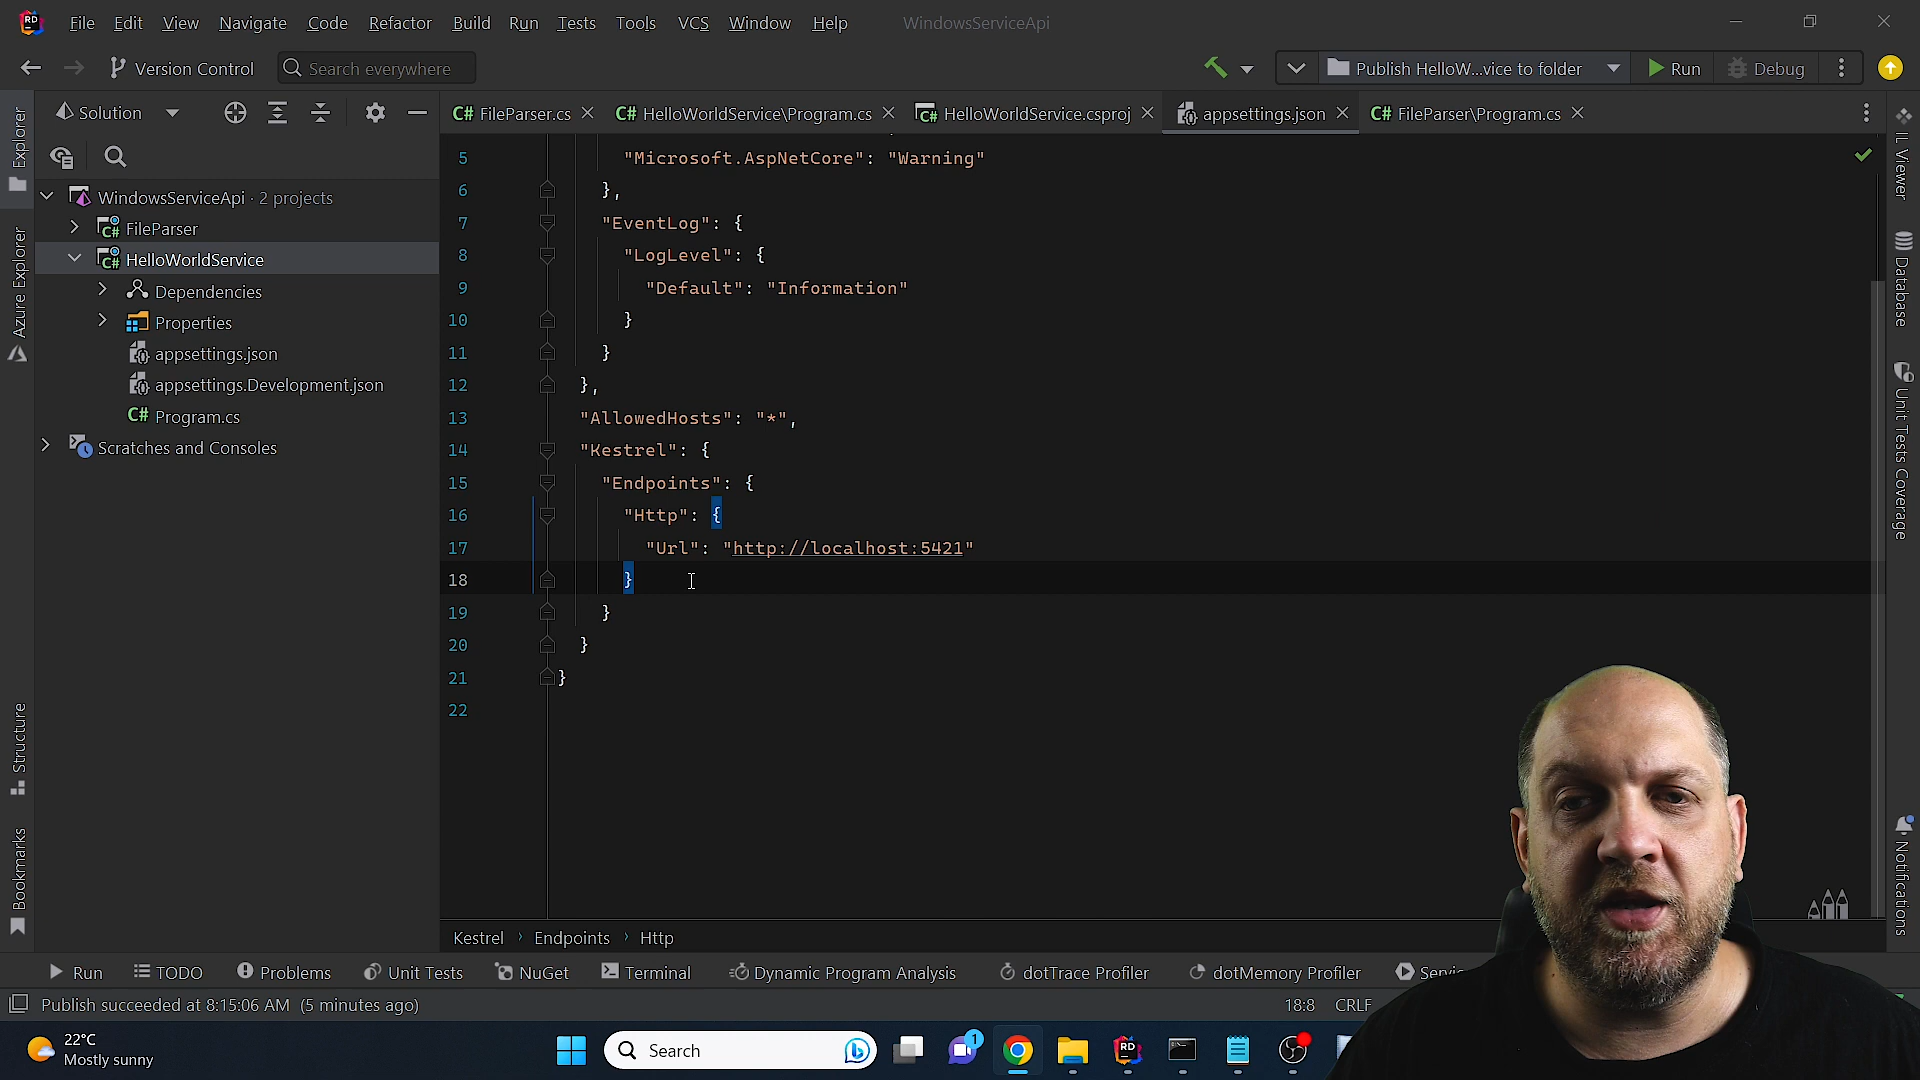 RD File Edit View Navigate Code Refactor Build Run Tests Tools VCS Window Help WindowsServiceApi
Version Control Search everywhere Publish HelloW...vice to folder Run Debug
Solution
C# FileParser.cs C# HelloWorldService\Program.cs HelloWorldService.csproj appsettings.json C# FileParser\Program.cs
Explorer
Azure Explorer
Structure
Bookmarks
WindowsServiceApi · 2 projects
C# FileParser
C# HelloWorldService
Dependencies
Properties
appsettings.json
appsettings.Development.json
C# Program.cs
Scratches and Consoles
5 "Microsoft.AspNetCore": "Warning"
6 },
7 "EventLog": {
8 "LogLevel": {
9 "Default": "Information"
10 }
11 }
12 },
13 "AllowedHosts": "*",
14 "Kestrel": {
15 "Endpoints": {
16 "Http": {
17 "Url": "http://localhost:5421"
18 }
19 }
20 }
21 }
22
IL Viewer
Database
Unit Tests Coverage
Notifications
Kestrel › Endpoints › Http
Run TODO Problems Unit Tests NuGet Terminal Dynamic Program Analysis dotTrace Profiler dotMemory Profiler
Publish succeeded at 8:15:06 AM (5 minutes ago) 18:8 CRLF
22°C
Mostly sunny
Search
1
RD